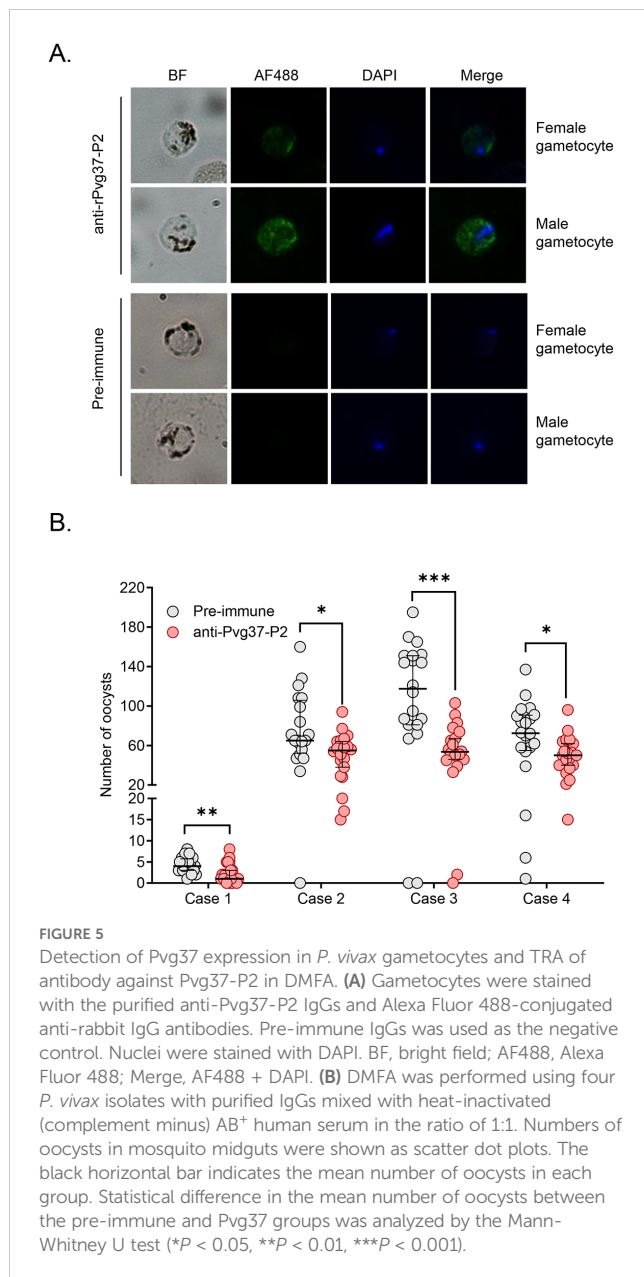 A.
BF AF488 DAPI Merge
anti-rPvg37-P2
Female
gametocyte
Male
gametocyte
Pre-immune
Female
gametocyte
Male
gametocyte
B.
Number of oocysts
220
180
140
100
60
20
20
15
10
5
0
Pre-immune
anti-Pvg37-P2
**
*
***
*
Case 1 Case 2 Case 3 Case 4
FIGURE 5
Detection of Pvg37 expression in P. vivax gametocytes and TRA of
antibody against Pvg37-P2 in DMFA. (A) Gametocytes were stained
with the purified anti-Pvg37-P2 IgGs and Alexa Fluor 488-conjugated
anti-rabbit IgG antibodies. Pre-immune IgGs was used as the negative
control. Nuclei were stained with DAPI. BF, bright field; AF488, Alexa
Fluor 488; Merge, AF488 + DAPI. (B) DMFA was performed using four
P. vivax isolates with purified IgGs mixed with heat-inactivated
(complement minus) AB⁺ human serum in the ratio of 1:1. Numbers of
oocysts in mosquito midguts were shown as scatter dot plots. The
black horizontal bar indicates the mean number of oocysts in each
group. Statistical difference in the mean number of oocysts between
the pre-immune and Pvg37 groups was analyzed by the Mann-
Whitney U test (*P < 0.05, **P < 0.01, ***P < 0.001).